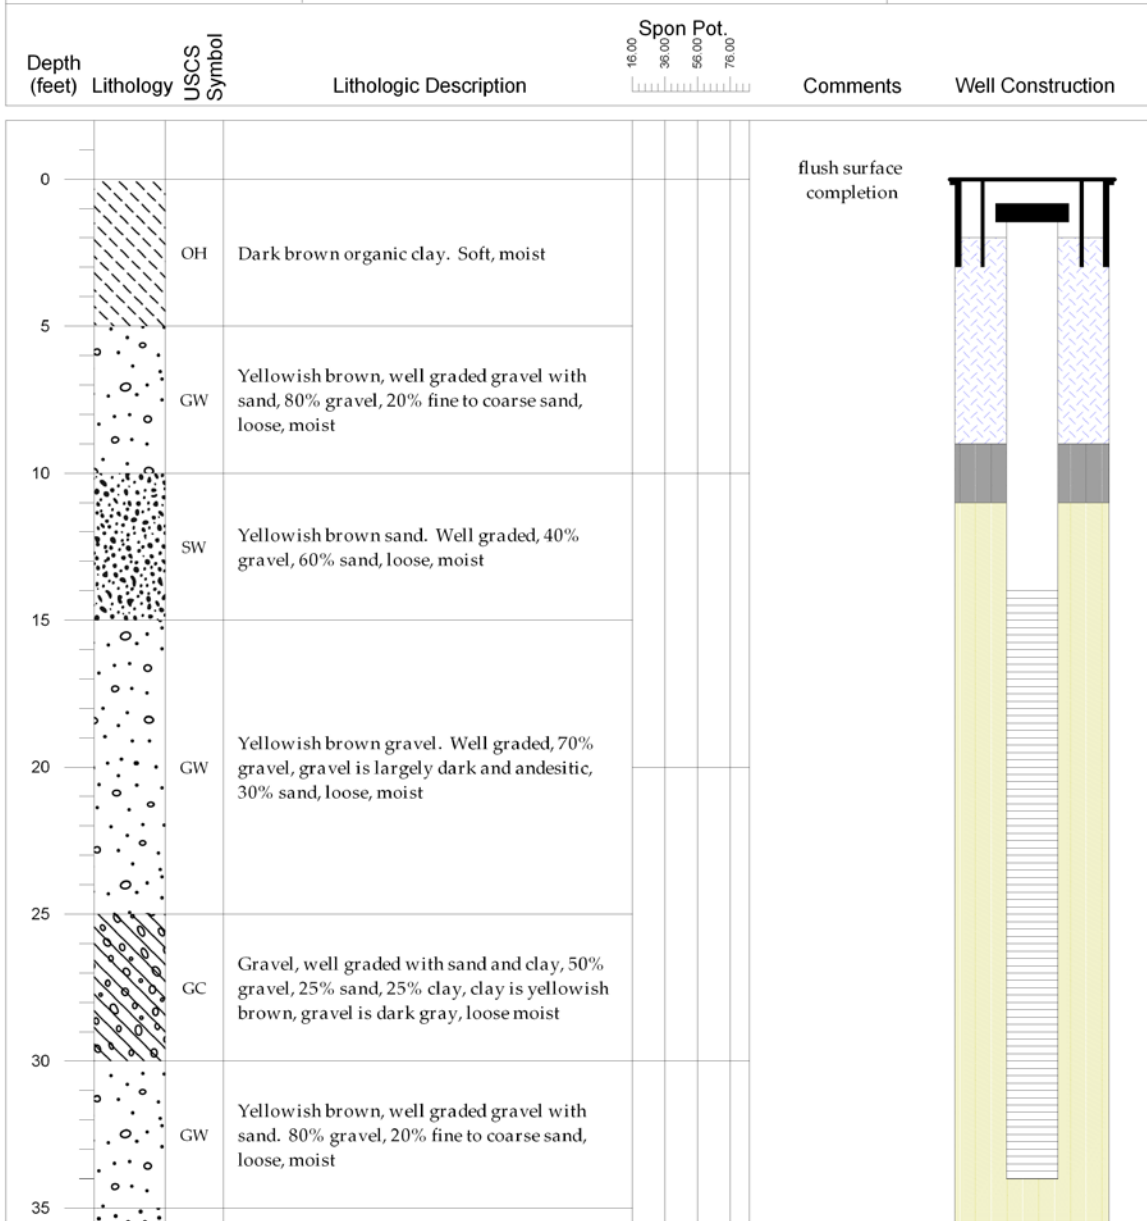 Spon Pot.
16.00 36.00 56.00 76.00
Depth
(feet)
Lithology
USCS
Symbol
Lithologic Description
Comments
Well Construction
flush surface
completion
0
OH
Dark brown organic clay. Soft, moist
5
GW
Yellowish brown, well graded gravel with
sand, 80% gravel, 20% fine to coarse sand,
loose, moist
10
SW
Yellowish brown sand. Well graded, 40%
gravel, 60% sand, loose, moist
15
GW
Yellowish brown gravel. Well graded, 70%
gravel, gravel is largely dark and andesitic,
30% sand, loose, moist
20
25
GC
Gravel, well graded with sand and clay, 50%
gravel, 25% sand, 25% clay, clay is yellowish
brown, gravel is dark gray, loose moist
30
GW
Yellowish brown, well graded gravel with
sand. 80% gravel, 20% fine to coarse sand,
loose, moist
35